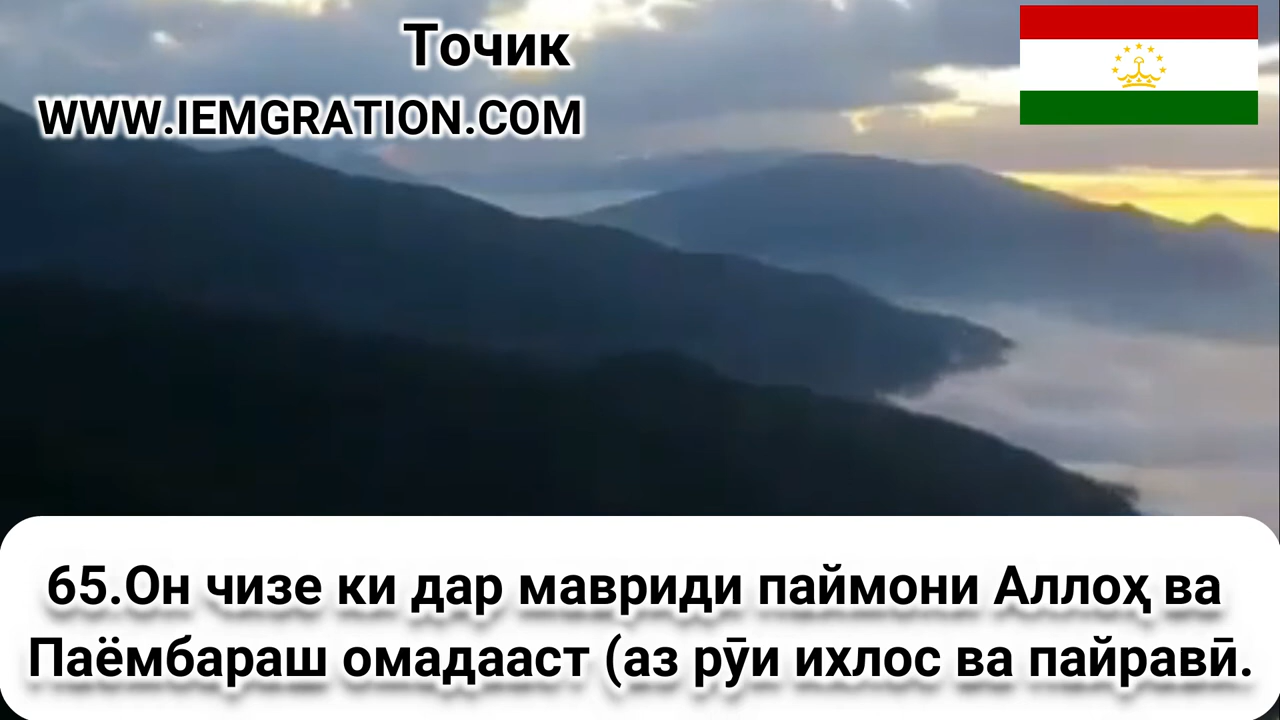 Точик
WWW.IEMGRATION.COM
65.Он чизе ки дар мавриди паймони Аллоҳ ва
Паёмбараш омадааст (аз рӯи ихлос ва пайравӣ.